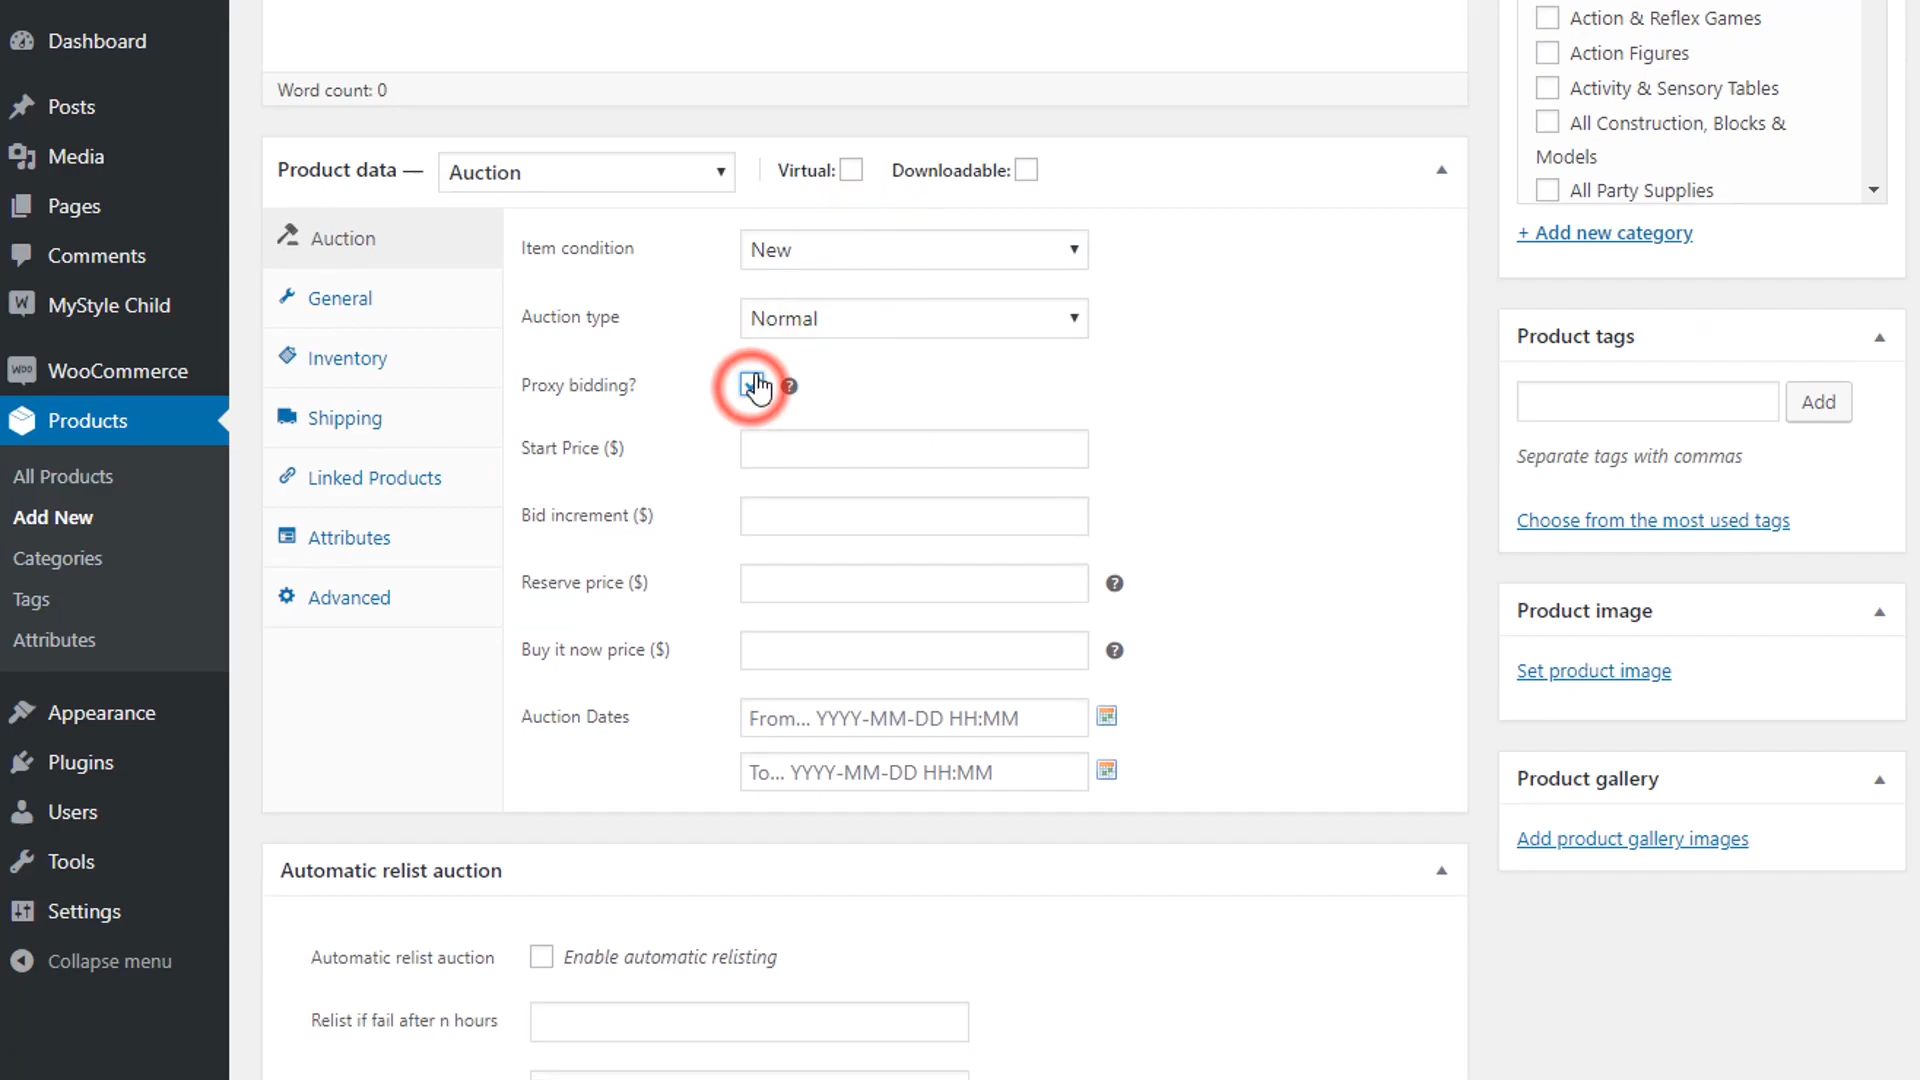 Dashboard
Posts
Media
Pages
Comments
MyStyle Child
WooCommerce
Products
All Products
Add New
Categories
Tags
Attributes
Appearance
Plugins
Users
Tools
Settings
Collapse menu
Word count: 0
Product data — Auction Virtual: Downloadable:
Auction
General
Inventory
Shipping
Linked Products
Attributes
Advanced
Item condition New
Auction type Normal
Proxy bidding? ?
Start Price ($)
Bid increment ($)
Reserve price ($) ?
Buy it now price ($) ?
Auction Dates From... YYYY-MM-DD HH:MM
To... YYYY-MM-DD HH:MM
Automatic relist auction
Automatic relist auction Enable automatic relisting
Relist if fail after n hours
Action & Reflex Games
Action Figures
Activity & Sensory Tables
All Construction, Blocks &
Models
All Party Supplies
+ Add new category
Product tags
Add
Separate tags with commas
Choose from the most used tags
Product image
Set product image
Product gallery
Add product gallery images